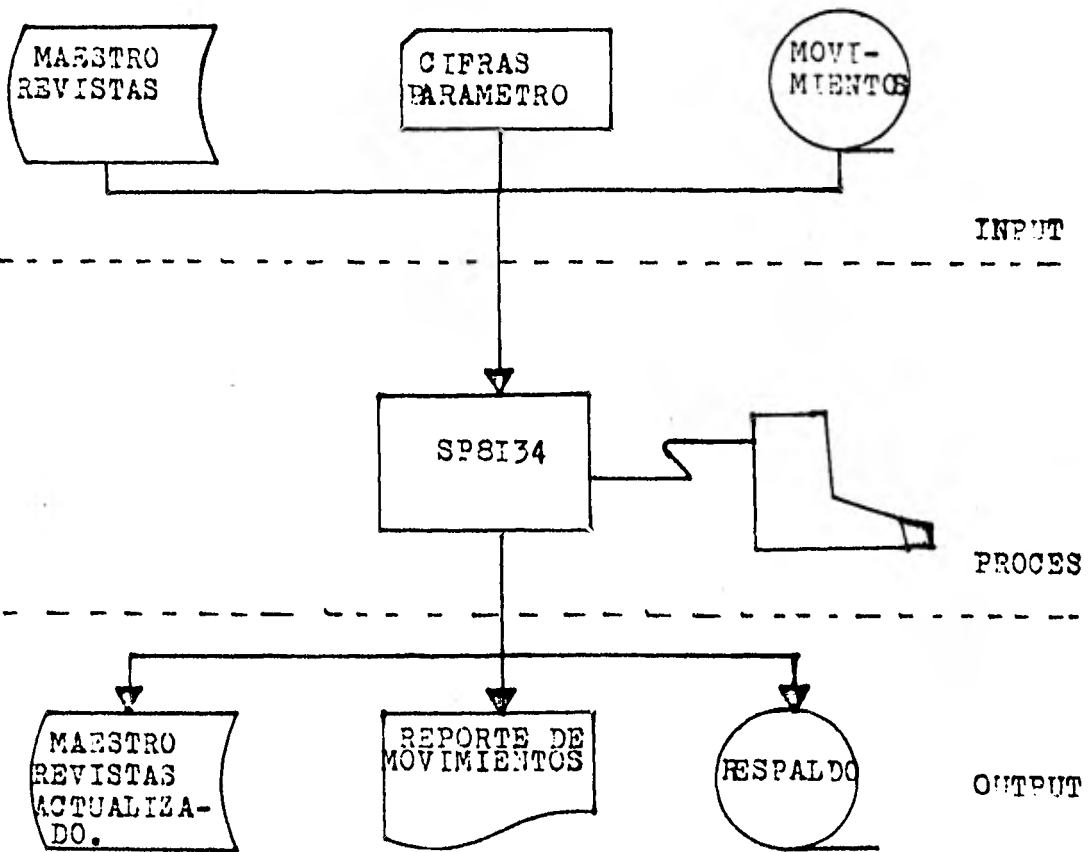 MAESTRO
REVISTAS
CIFRAS
PARAMETRO
MOVI-
MIENTOS
INPUT
SP8I34
PROCES
MAESTRO
REVISTAS
ACTUALIZA-
DO.
REPORTE DE
MOVIMIENTOS
RESPALDO
OUTPUT